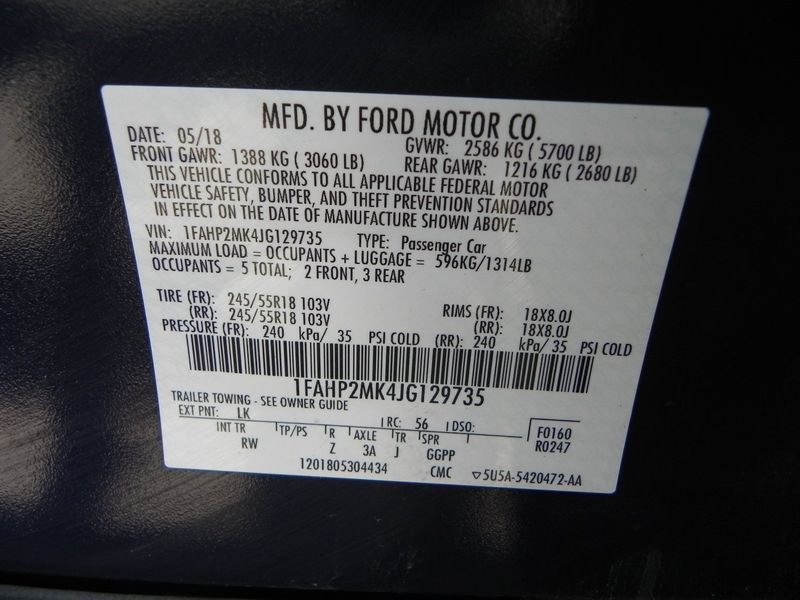 MFD. BY FORD MOTOR CO.
DATE: 05/18 GVWR: 2586 KG ( 5700 LB)
FRONT GAWR: 1388 KG ( 3060 LB) REAR GAWR: 1216 KG ( 2680 LB)
THIS VEHICLE CONFORMS TO ALL APPLICABLE FEDERAL MOTOR
VEHICLE SAFETY, BUMPER, AND THEFT PREVENTION STANDARDS
IN EFFECT ON THE DATE OF MANUFACTURE SHOWN ABOVE.
VIN: 1FAHP2MK4JG129735 TYPE: Passenger Car
MAXIMUM LOAD = OCCUPANTS + LUGGAGE = 596KG/1314LB
OCCUPANTS = 5 TOTAL; 2 FRONT, 3 REAR
TIRE (FR): 245/55R18 103V RIMS (FR): 18X8.0J
(RR): 245/55R18 103V (RR): 18X8.0J
PRESSURE (FR): 240 kPa/ 35 PSI COLD (RR): 240 kPa/ 35 PSI COLD
1FAHP2MK4JG129735
TRAILER TOWING - SEE OWNER GUIDE
EXT PNT: LK RC: 56 DSO: F0160
INT TR TP/PS R AXLE TR SPR R0247
RW Z 3A J GGPP
1201805304434 CMC ▽5U5A-5420472-AA